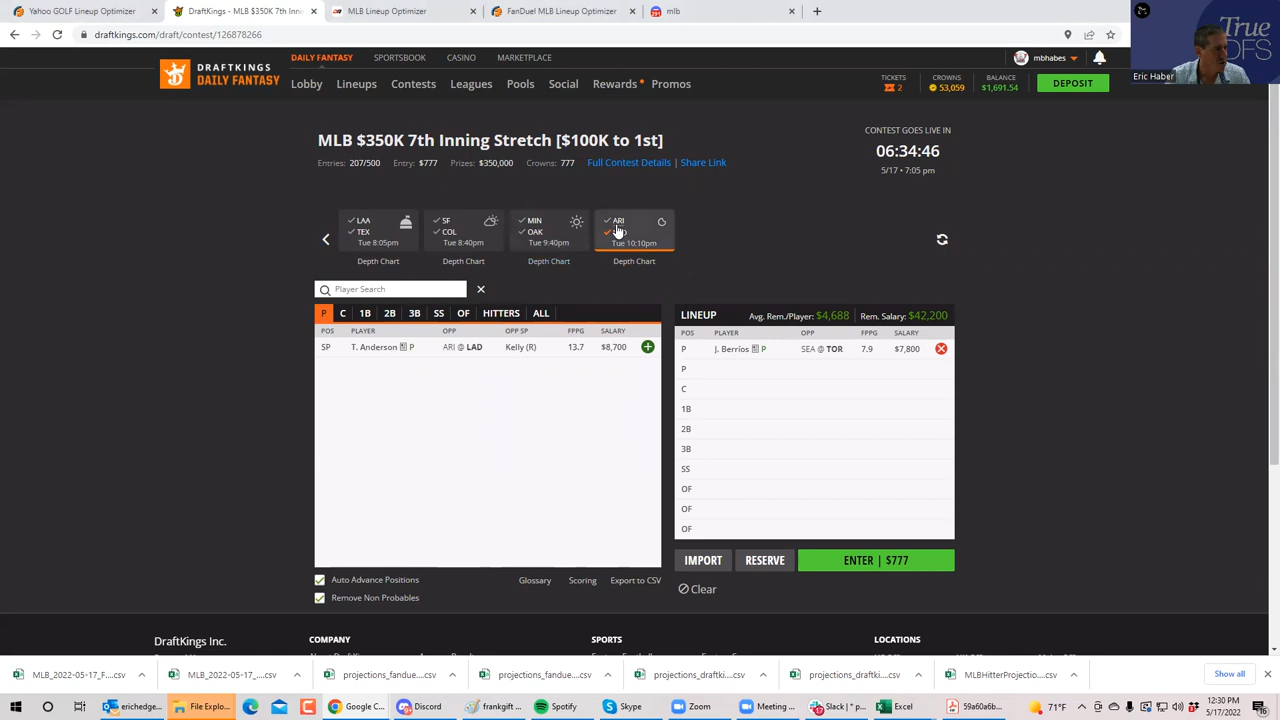 Yahoo GOLF Lineup Optimizer
DraftKings - MLB $350K 7th Innin
MLB Lineup Optimizer
FanDuel MLB Lineup Optimizer
mlb
draftkings.com/draft/contest/126878266
True
DFS
Eric Haber
DRAFTKINGS
DAILY FANTASY
DAILY FANTASY SPORTSBOOK CASINO MARKETPLACE
Lobby Lineups Contests Leagues Pools Social Rewards Promos
mbhabes
TICKETS
2
CROWNS
53,059
BALANCE
$1,691.54
DEPOSIT
MLB $350K 7th Inning Stretch [$100K to 1st]
Entries: 207/500 Entry: $777 Prizes: $350,000 Crowns: 777 Full Contest Details | Share Link
CONTEST GOES LIVE IN
06:34:46
5/17 • 7:05 pm
LAA
TEX
Tue 8:05pm
Depth Chart
SF
COL
Tue 8:40pm
Depth Chart
MIN
OAK
Tue 9:40pm
Depth Chart
ARI
Tue 10:10pm
Depth Chart
Player Search
P C 1B 2B 3B SS OF HITTERS ALL
POS PLAYER OPP OPP SP FPPG SALARY
SP T. Anderson P ARI @ LAD Kelly (R) 13.7 $8,700
LINEUP Avg. Rem./Player: $4,688 Rem. Salary: $42,200
POS PLAYER OPP FPPG SALARY
P J. Berríos P SEA @ TOR 7.9 $7,800
P
C
1B
2B
3B
SS
OF
OF
OF
IMPORT RESERVE ENTER | $777
Clear
Auto Advance Positions
Remove Non Probables
Glossary Scoring Export to CSV
DraftKings Inc. COMPANY SPORTS LOCATIONS
MLB_2022-05-17_F....csv
MLB_2022-05-17_....csv
projections_fandue....csv
projections_fandue....csv
projections_draftki....csv
projections_draftki....csv
MLBHitterProjectio....csv
Show all
erichedge...
File Explo...
Google C...
Discord
frankgift ...
Spotify
Skype
Zoom
Meeting ...
Slack | * p...
Excel
59a60a6b...
71°F
12:30 PM
5/17/2022